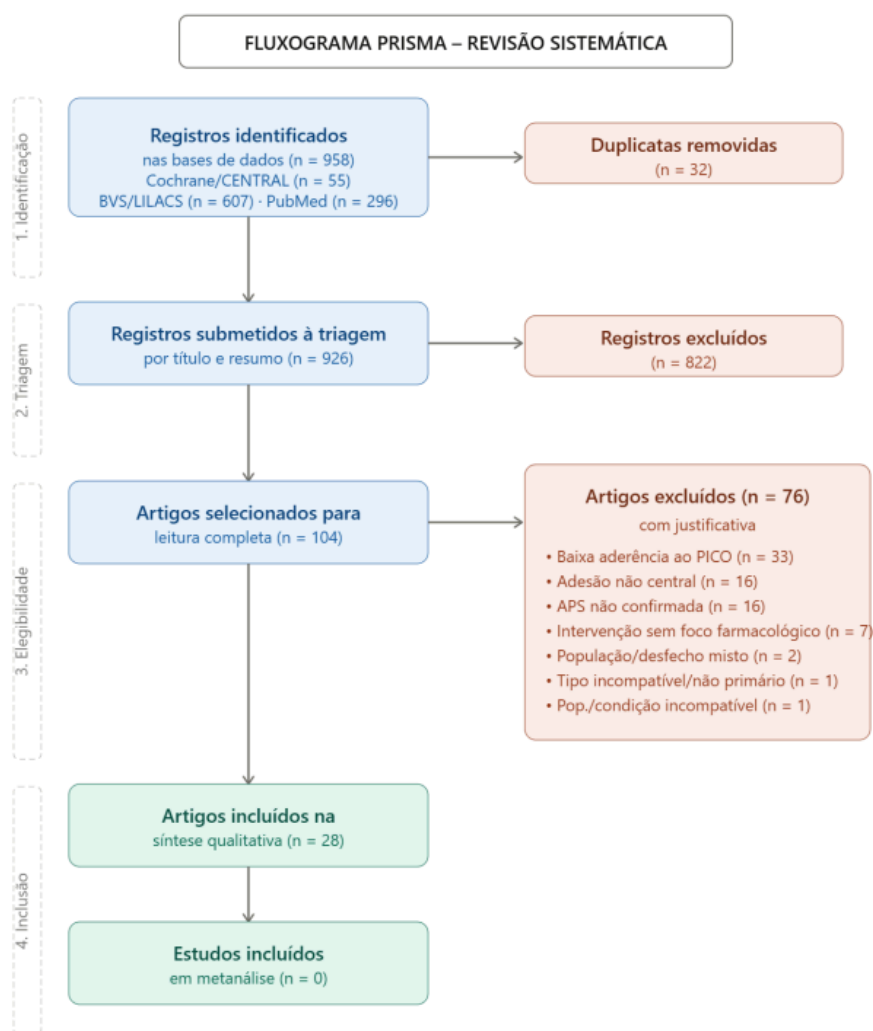 FLUXOGRAMA PRISMA – REVISÃO SISTEMÁTICA
1. Identificação
Registros identificados
nas bases de dados (n = 958)
Cochrane/CENTRAL (n = 55)
BVS/LILACS (n = 607) · PubMed (n = 296)
Duplicatas removidas
(n = 32)
2. Triagem
Registros submetidos à triagem
por título e resumo (n = 926)
Registros excluídos
(n = 822)
3. Elegibilidade
Artigos selecionados para
leitura completa (n = 104)
Artigos excluídos (n = 76)
com justificativa
• Baixa aderência ao PICO (n = 33)
• Adesão não central (n = 16)
• APS não confirmada (n = 16)
• Intervenção sem foco farmacológico (n = 7)
• População/desfecho misto (n = 2)
• Tipo incompatível/não primário (n = 1)
• Pop./condição incompatível (n = 1)
4. Inclusão
Artigos incluídos na
síntese qualitativa (n = 28)
Estudos incluídos
em metanálise (n = 0)